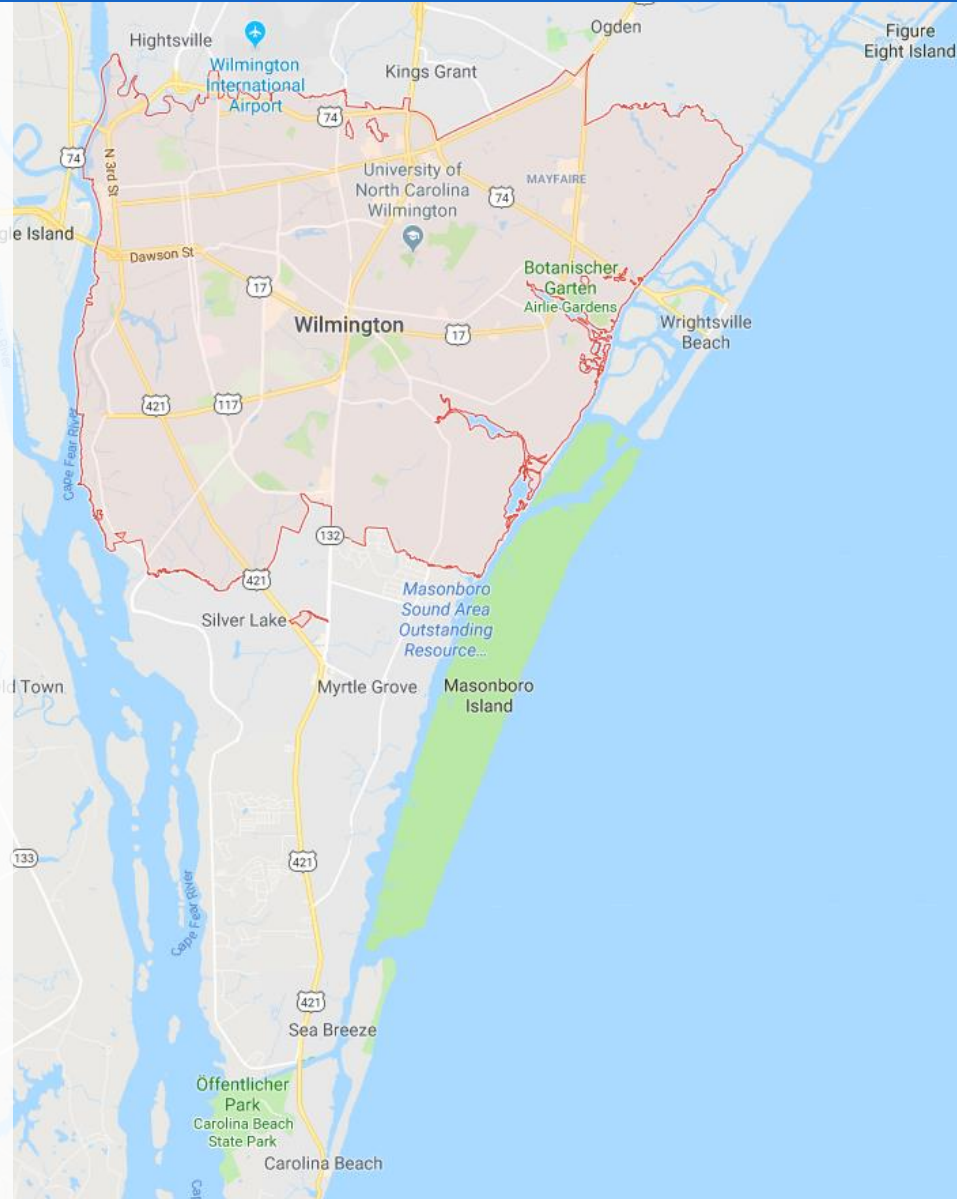 Ogden
Figure
Eight Island
Hightsville
Wilmington
International
Airport
Kings Grant
74
74
N 3rd St
University of
North Carolina
Wilmington
MAYFAIRE
74
Island
Dawson St
17
Botanischer
Garten
Airlie Gardens
Wilmington
17
Wrightsville
Beach
421
117
Cape Fear River
132
421
Masonboro
Sound Area
Outstanding
Resource...
Silver Lake
Town
Myrtle Grove
Masonboro
Island
133
421
Cape Fear River
421
Sea Breeze
Öffentlicher
Park
Carolina Beach
State Park
Carolina Beach